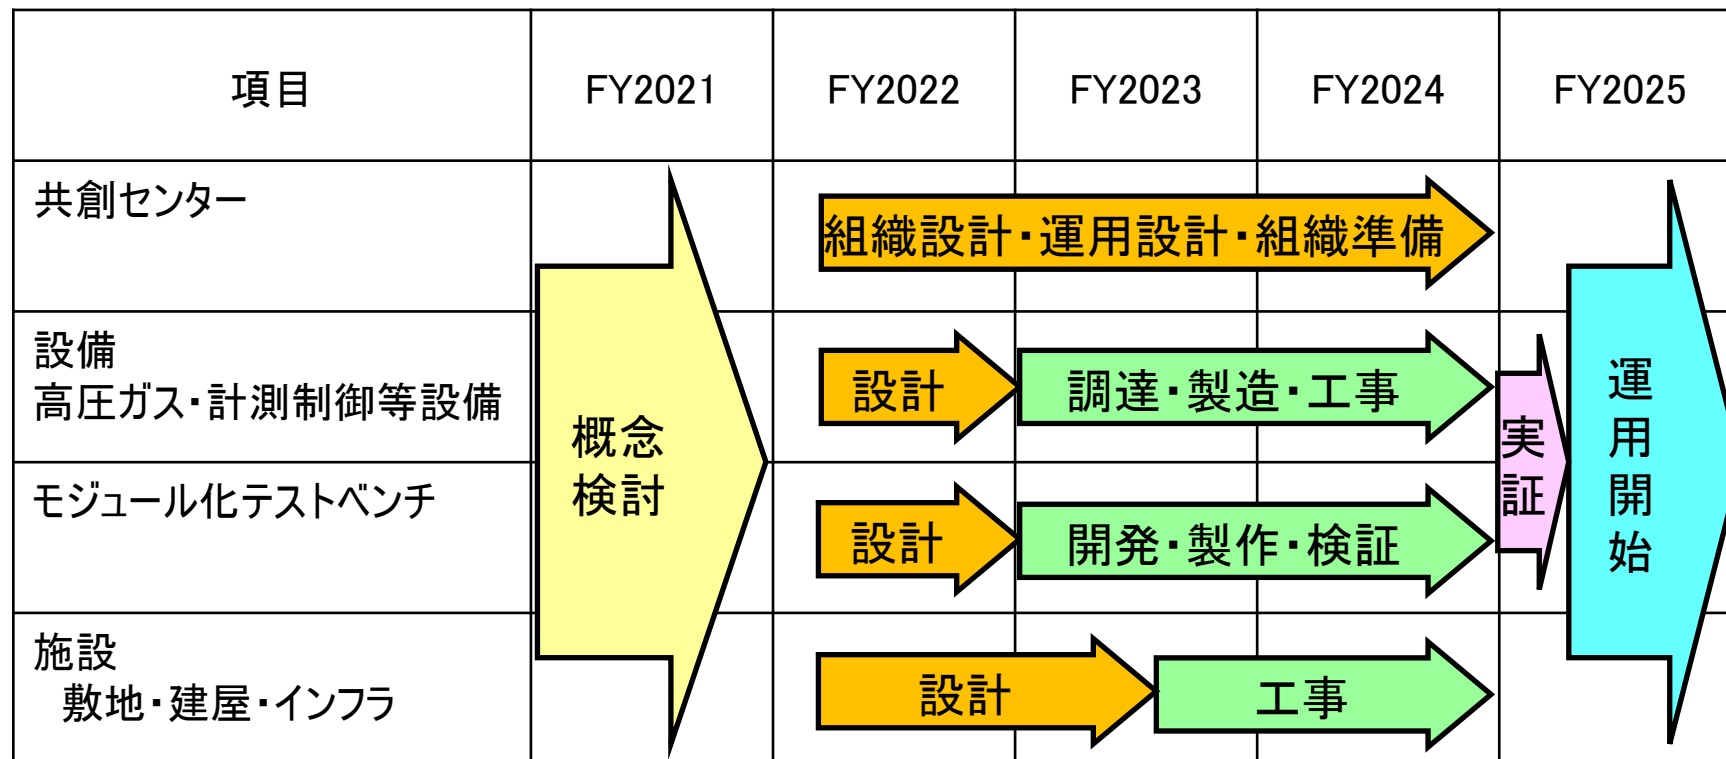 項目
FY2021
FY2022
FY2023
FY2024
FY2025
共創センター
組織設計・運用設計・組織準備
設備
高圧ガス・計測制御等設備
設計
調達・製造・工事
モジュール化テストベンチ
設計
開発・製作・検証
施設
敷地・建屋・インフラ
設計
工事
概念
検討
実
証
運
用
開
始